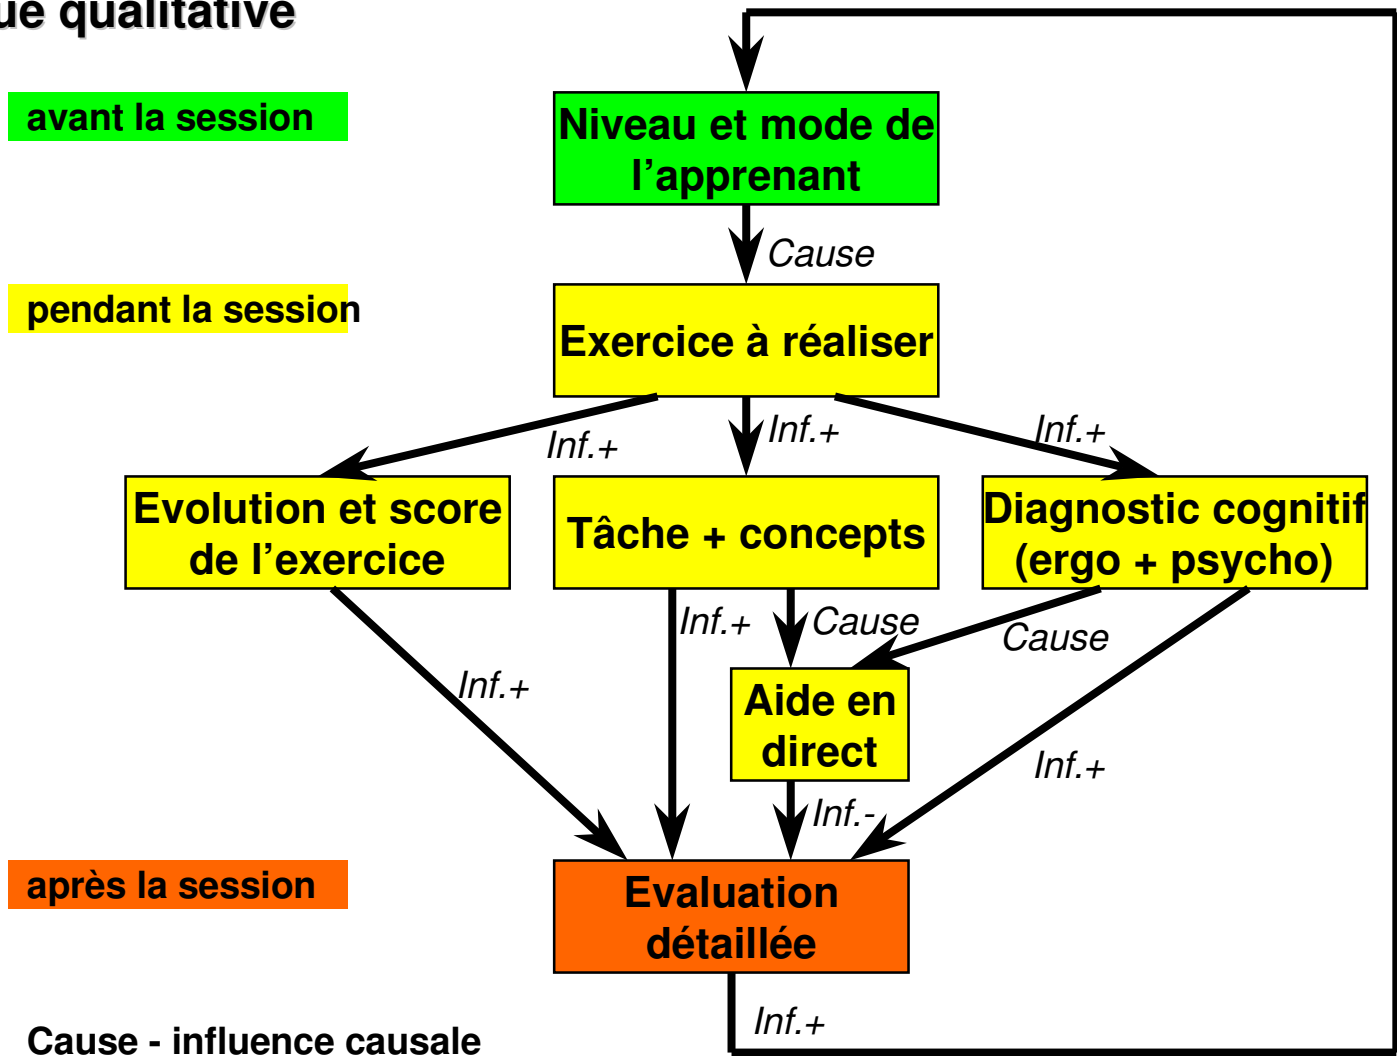 ue qualitative
avant la session
Niveau et mode de
l’apprenant
Cause
pendant la session
Exercice à réaliser
Inf.+
Inf.+
Inf.+
Evolution et score
de l’exercice
Tâche + concepts
Diagnostic cognitif
(ergo + psycho)
Inf.+
Cause
Cause
Inf.+
Aide en
direct
Inf.+
Inf.-
après la session
Evaluation
détaillée
Inf.+
Cause - influence causale